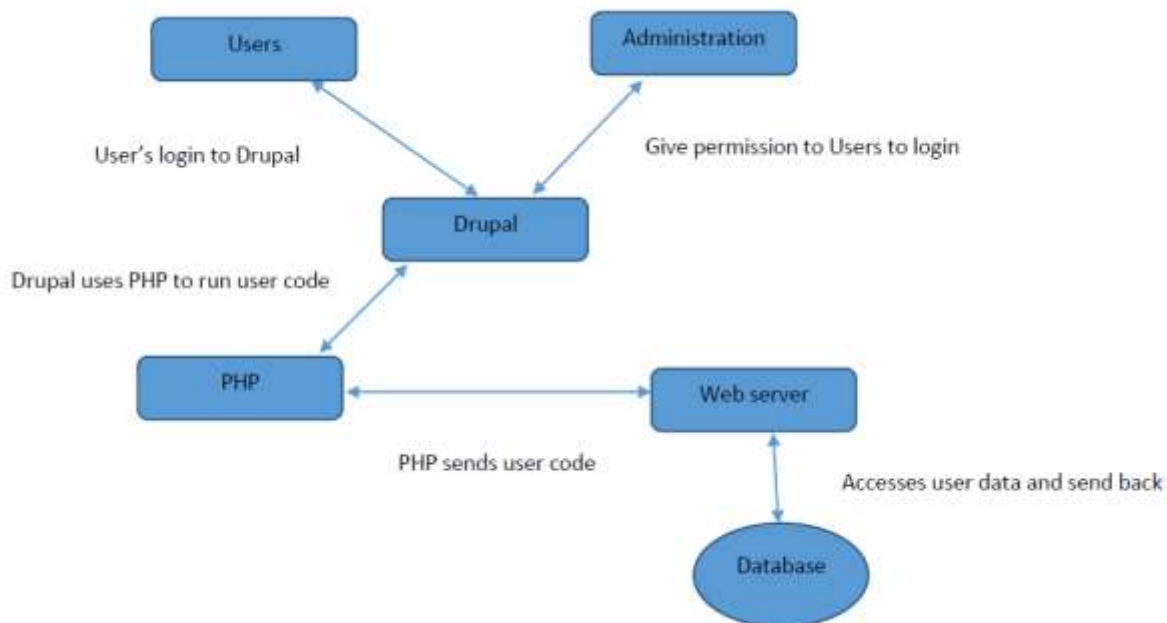 Users
Administration
User's login to Drupal
Give permission to Users to login
Drupal
Drupal uses PHP to run user code
PHP
Web server
PHP sends user code
Accesses user data and send back
Database